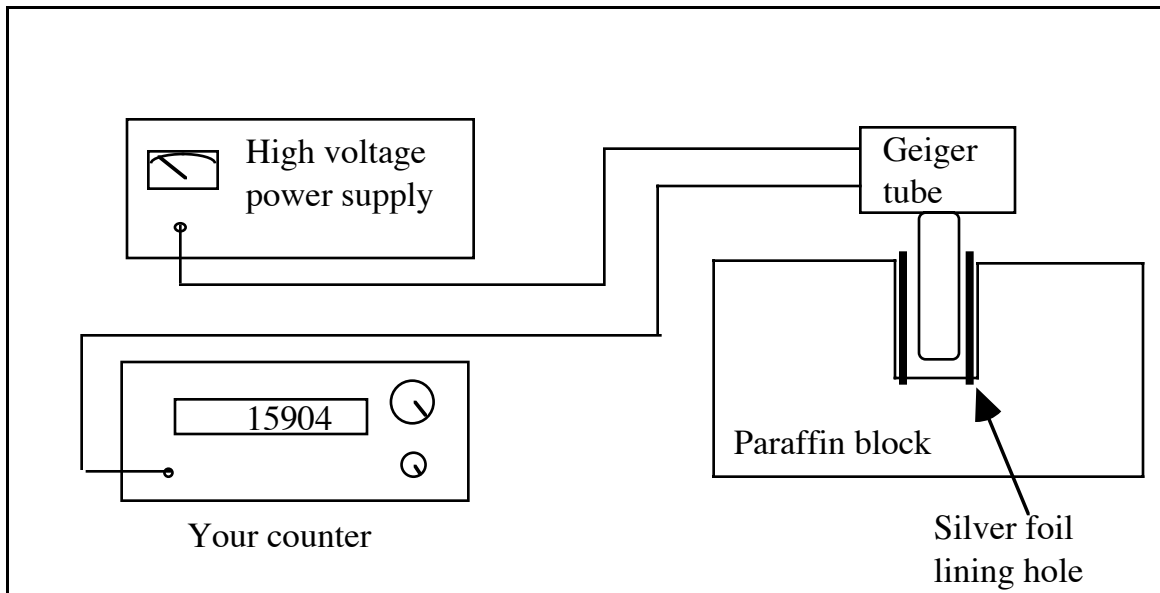 High voltage
power supply
Geiger
tube
15904
Your counter
Paraffin block
Silver foil
lining hole